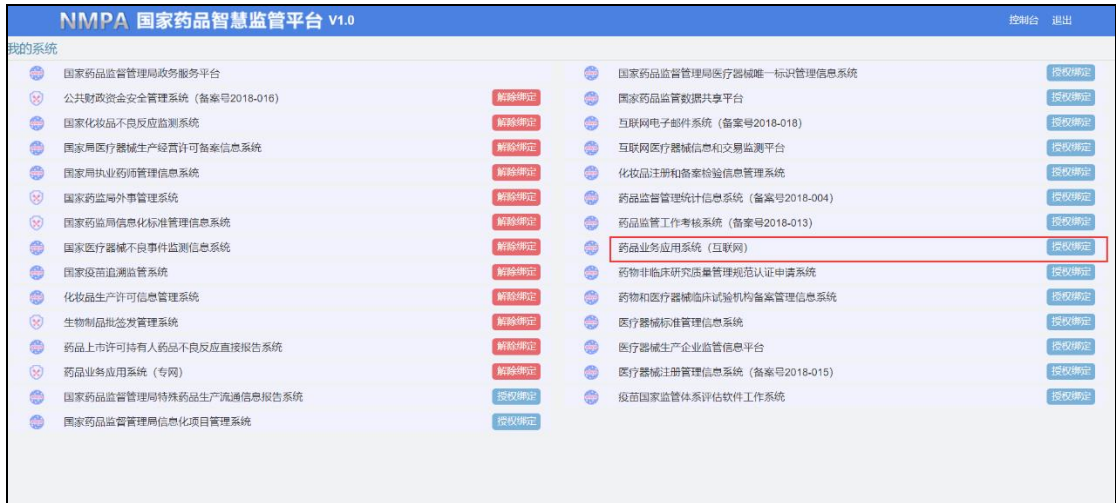 NMPA 国家药品智慧监管平台 V1.0
控制台 退出
我的系统
国家药品监督管理局政务服务平台
公共财政资金安全管理系统（备案号2018-016） 解除绑定
国家化妆品不良反应监测系统 解除绑定
国家局医疗器械生产经营许可备案信息系统 解除绑定
国家局执业药师管理信息系统 解除绑定
国家药监局外事管理系统 解除绑定
国家药监局信息化标准管理信息系统 解除绑定
国家医疗器械不良事件监测信息系统 解除绑定
国家疫苗追溯监管系统 解除绑定
化妆品生产许可信息管理系统 解除绑定
生物制品批签发管理系统 解除绑定
药品上市许可持有人药品不良反应直接报告系统 解除绑定
药品业务应用系统（专网） 解除绑定
国家药品监督管理局特殊药品生产流通信息报告系统 授权绑定
国家药品监督管理局信息化项目管理系统 授权绑定
国家药品监督管理局医疗器械唯一标识管理信息系统 授权绑定
国家药品监管数据共享平台 授权绑定
互联网电子邮件系统（备案号2018-018） 授权绑定
互联网医疗器械信息和交易监测平台 授权绑定
化妆品注册和备案检验信息管理系统 授权绑定
药品监督管理统计信息系统（备案号2018-004） 授权绑定
药品监管工作考核系统（备案号2018-013） 授权绑定
药品业务应用系统（互联网） 授权绑定
药物非临床研究质量管理规范认证申请系统 授权绑定
药物和医疗器械临床试验机构备案管理信息系统 授权绑定
医疗器械标准管理信息系统 授权绑定
医疗器械生产企业监管信息平台 授权绑定
医疗器械注册管理信息系统（备案号2018-015） 授权绑定
疫苗国家监管体系评估软件工作系统 授权绑定